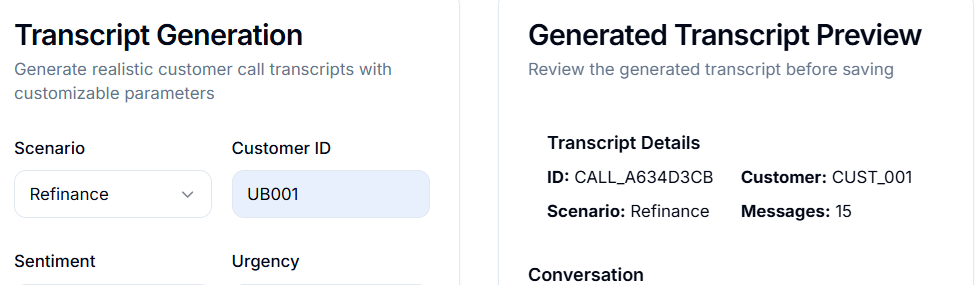 Transcript Generation
Generate realistic customer call transcripts with
customizable parameters
Scenario
Customer ID
Refinance
UB001
Sentiment
Urgency
Generated Transcript Preview
Review the generated transcript before saving
Transcript Details
ID: CALL_A634D3CB
Customer: CUST_001
Scenario: Refinance
Messages: 15
Conversation